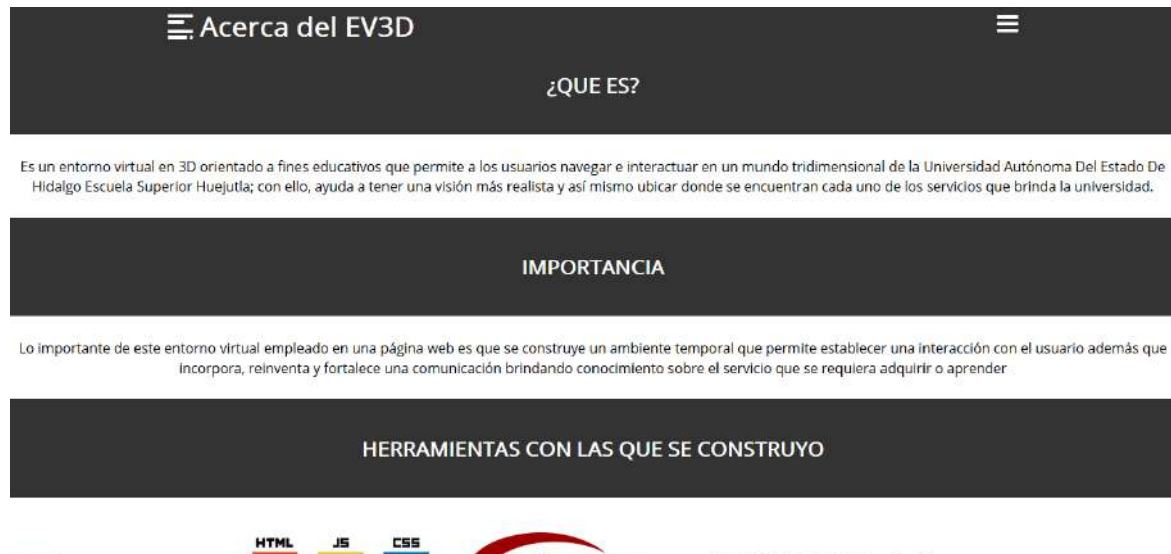 Acerca del EV3D
¿QUE ES?
Es un entorno virtual en 3D orientado a fines educativos que permite a los usuarios navegar e interactuar en un mundo tridimensional de la Universidad Autónoma Del Estado De
Hidalgo Escuela Superior Huejutla; con ello, ayuda a tener una visión más realista y así mismo ubicar donde se encuentran cada uno de los servicios que brinda la universidad.
IMPORTANCIA
Lo importante de este entorno virtual empleado en una página web es que se construye un ambiente temporal que permite establecer una interacción con el usuario además que
incorpora, reinventa y fortalece una comunicación brindando conocimiento sobre el servicio que se requiera adquirir o aprender
HERRAMIENTAS CON LAS QUE SE CONSTRUYO
HTML JS CSS